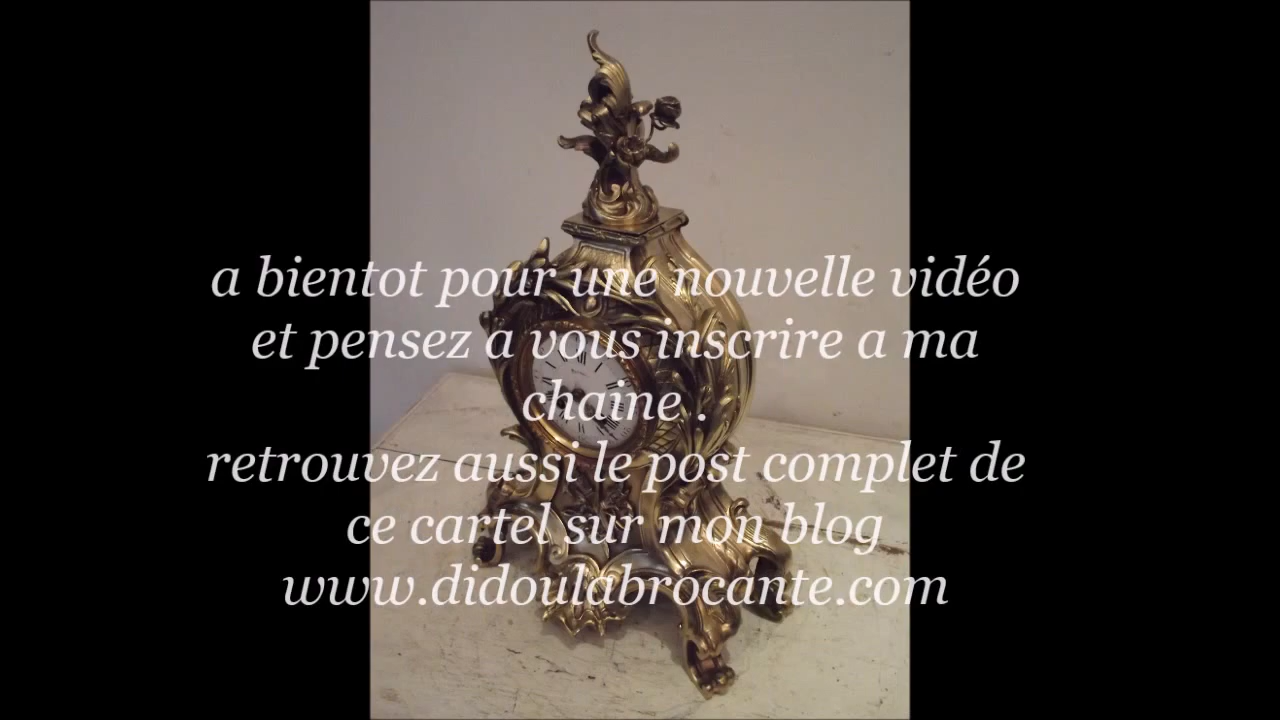 a bientot pour une nouvelle vidéo
et pensez a vous inscrire a ma
chaine .
retrouvez aussi le post complet de
ce cartel sur mon blog
www.didoulabrocante.com